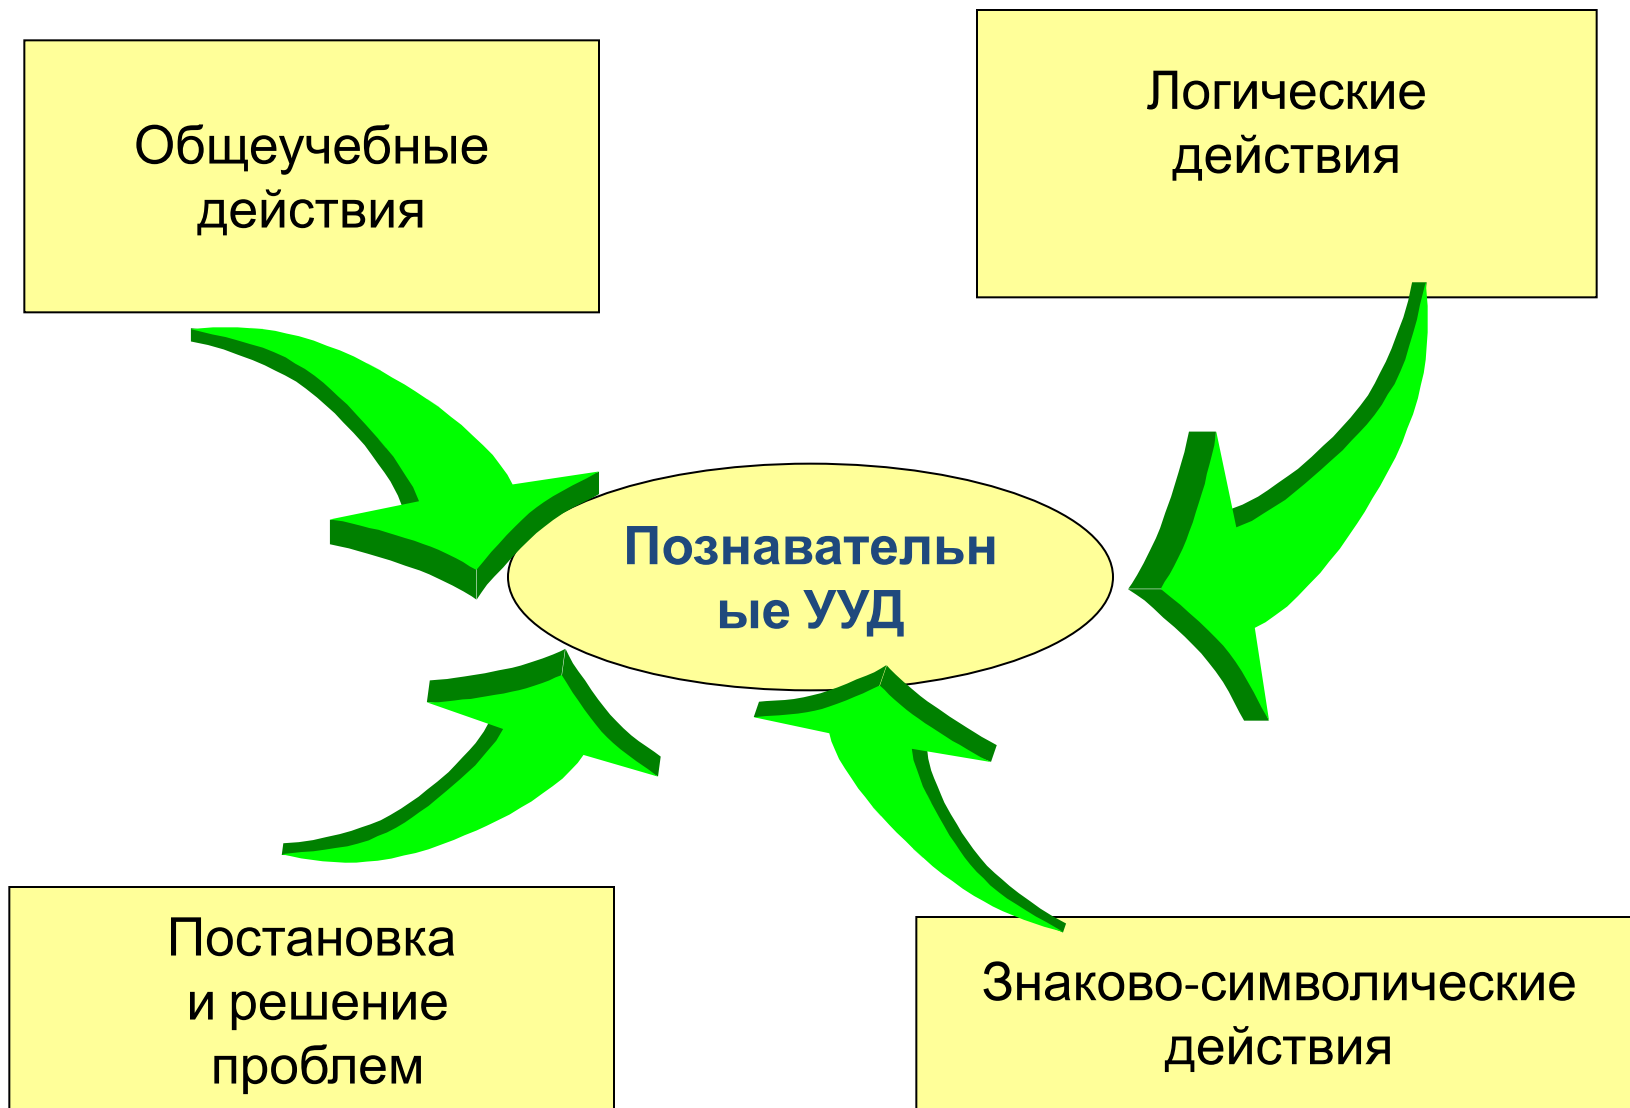 Общеучебные
действия
Логические
действия
Познавательн
ые УУД
Постановка
и решение
проблем
Знаково-символические
действия